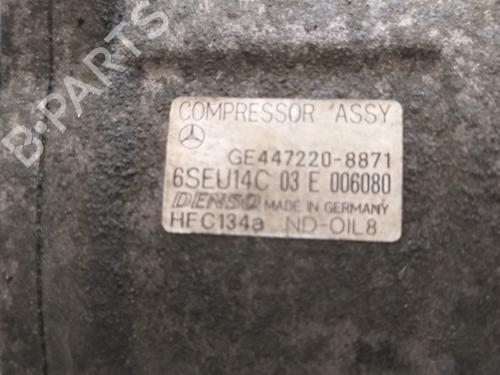 B-PARTS
COMPRESSOR ASSY
GE447220-8871
6SEU14C 03 E 006080
DENSO MADE IN GERMANY
HFC134a ND-OIL8